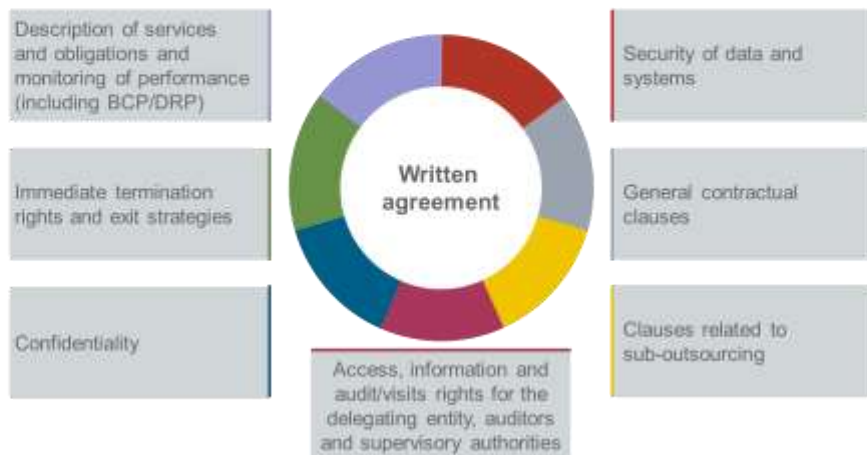 Description of services
and obligations and
monitoring of performance
(including BCP/DRP)
Security of data and
systems
Written
agreement
Immediate termination
rights and exit strategies
General contractual
clauses
Confidentiality
Clauses related to
sub-outsourcing
Access, information and
audit/visits rights for the
delegating entity, auditors
and supervisory authorities